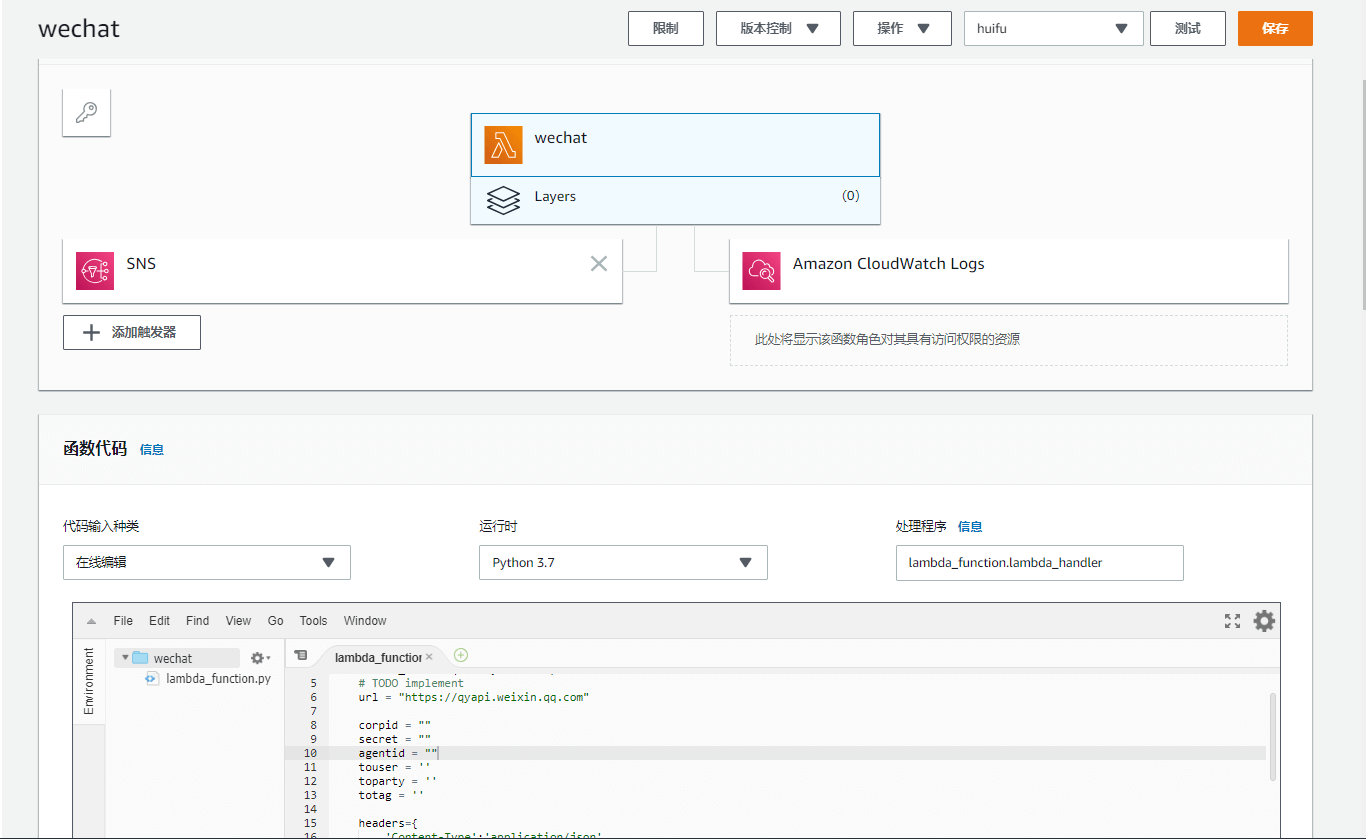 wechat
限制
版本控制
操作
huifu
测试
保存
wechat
Layers
(0)
SNS
Amazon CloudWatch Logs
添加触发器
此处将显示该函数角色对其具有访问权限的资源
函数代码 信息
代码输入种类
运行时
处理程序 信息
在线编辑
Python 3.7
lambda_function.lambda_handler
File Edit Find View Go Tools Window
Environment
wechat
lambda_function.py
lambda_function
5 # TODO implement
6 url = "https://qyapi.weixin.qq.com"
7
8 corpid = ""
9 secret = ""
10 agentid = ""
11 touser = ''
12 toparty = ''
13 totag = ''
14
15 headers={
16 'Content-Type':'application/json'